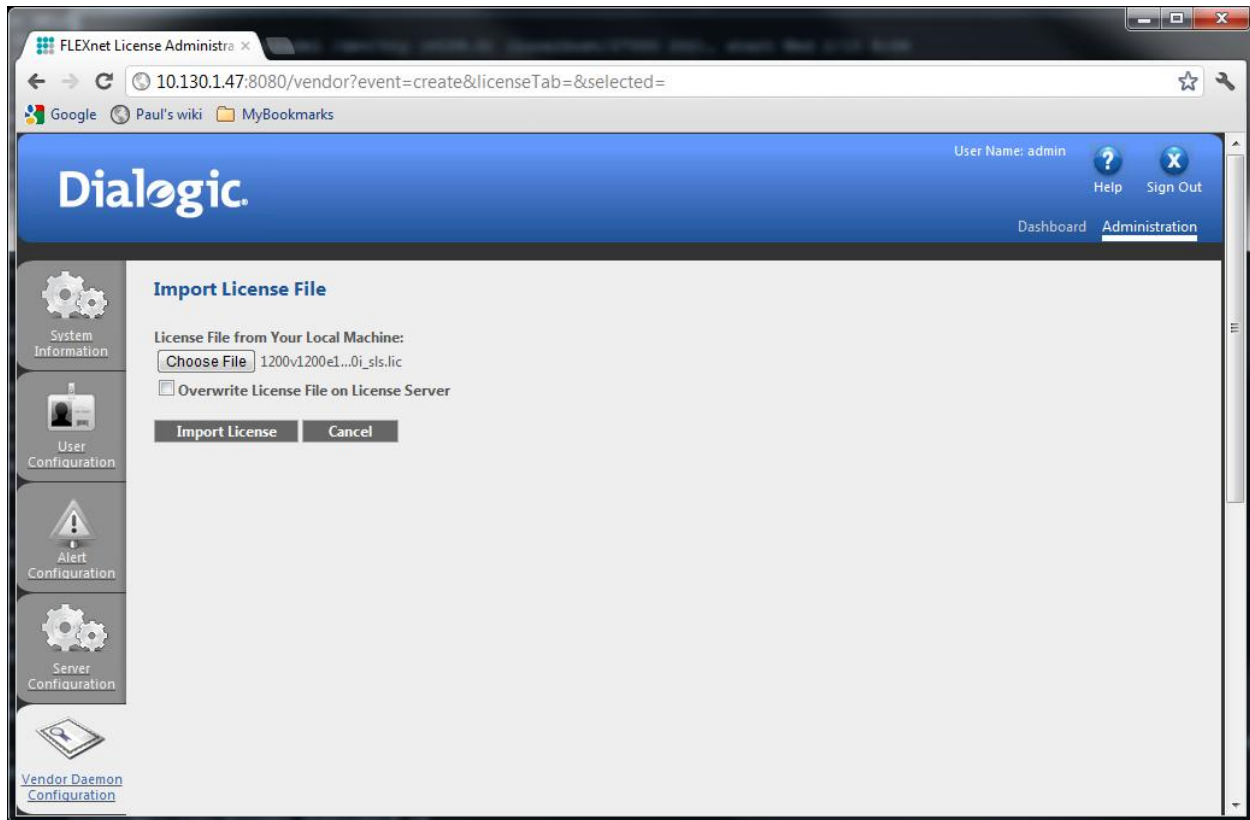 FLEXnet License Administra
10.130.1.47:8080/vendor?event=create&licenseTab=&selected=
Google Paul's wiki MyBookmarks
User Name: admin
Help Sign Out
Dialogic.
Dashboard Administration
Import License File
License File from Your Local Machine:
Choose File 1200v1200e1...0i_sls.lic
Overwrite License File on License Server
Import License Cancel
System
Information
User
Configuration
Alert
Configuration
Server
Configuration
Vendor Daemon
Configuration